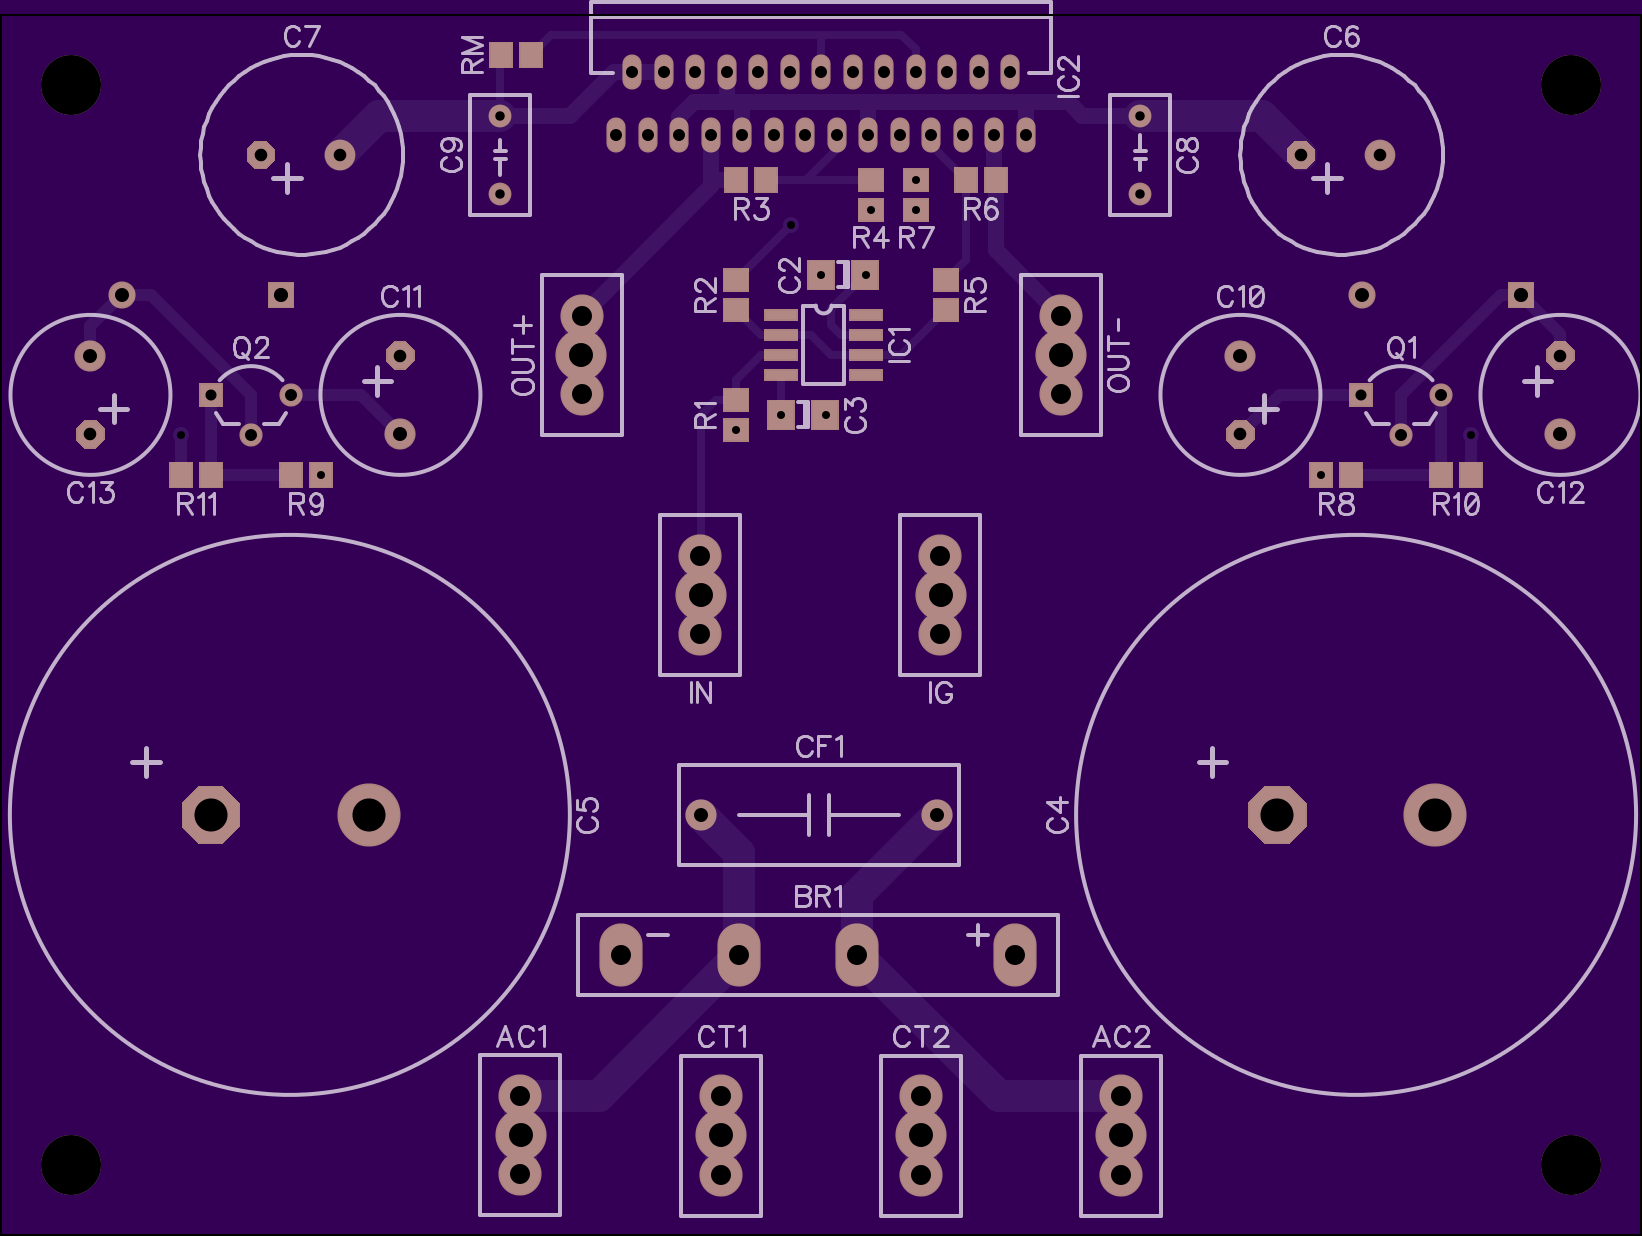 C7
RM
C6
IC2
C9
C8
R3
R6
R4
R7
C2
R2
R5
C11
C10
OUT+
IC1
OUT-
Q2
Q1
R1
C3
C13
R11
R9
R8
R10
C12
IN
IG
CF1
C5
C4
BR1
AC1
CT1
CT2
AC2